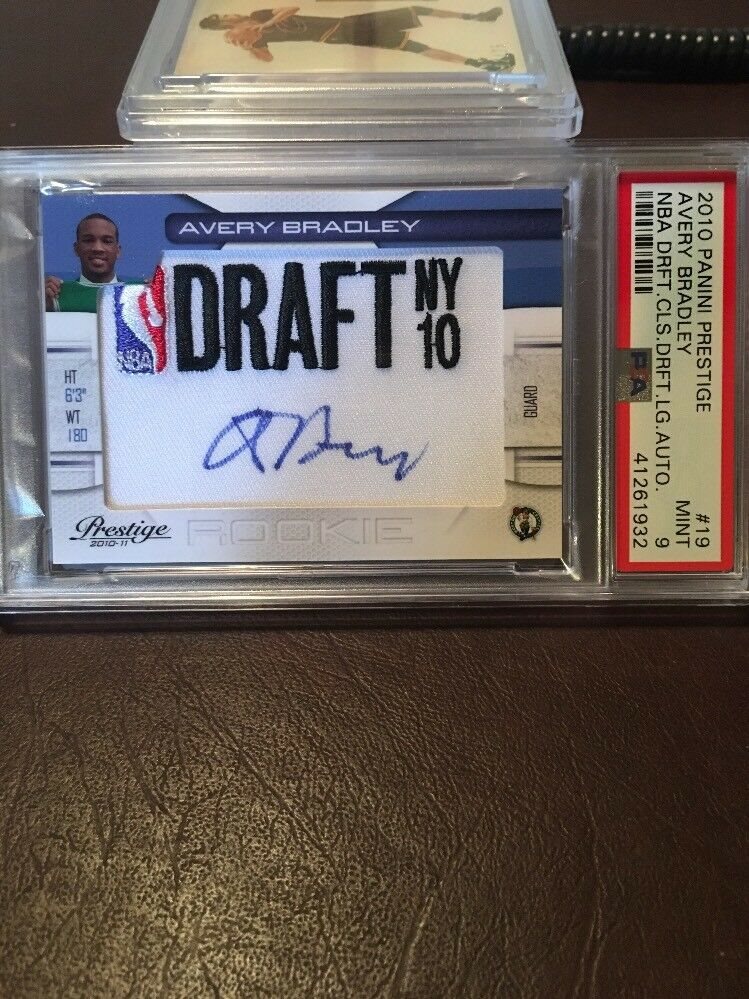 AVERY BRADLEY
NBA
DRAFT NY 10
HT
6'3"
WT
180
GUARD
Prestige
2010-11
ROOKIE
2010 PANINI PRESTIGE #19
AVERY BRADLEY MINT
NBA DRFT.CLS.DRFT.LG.AUTO. 9
41261932